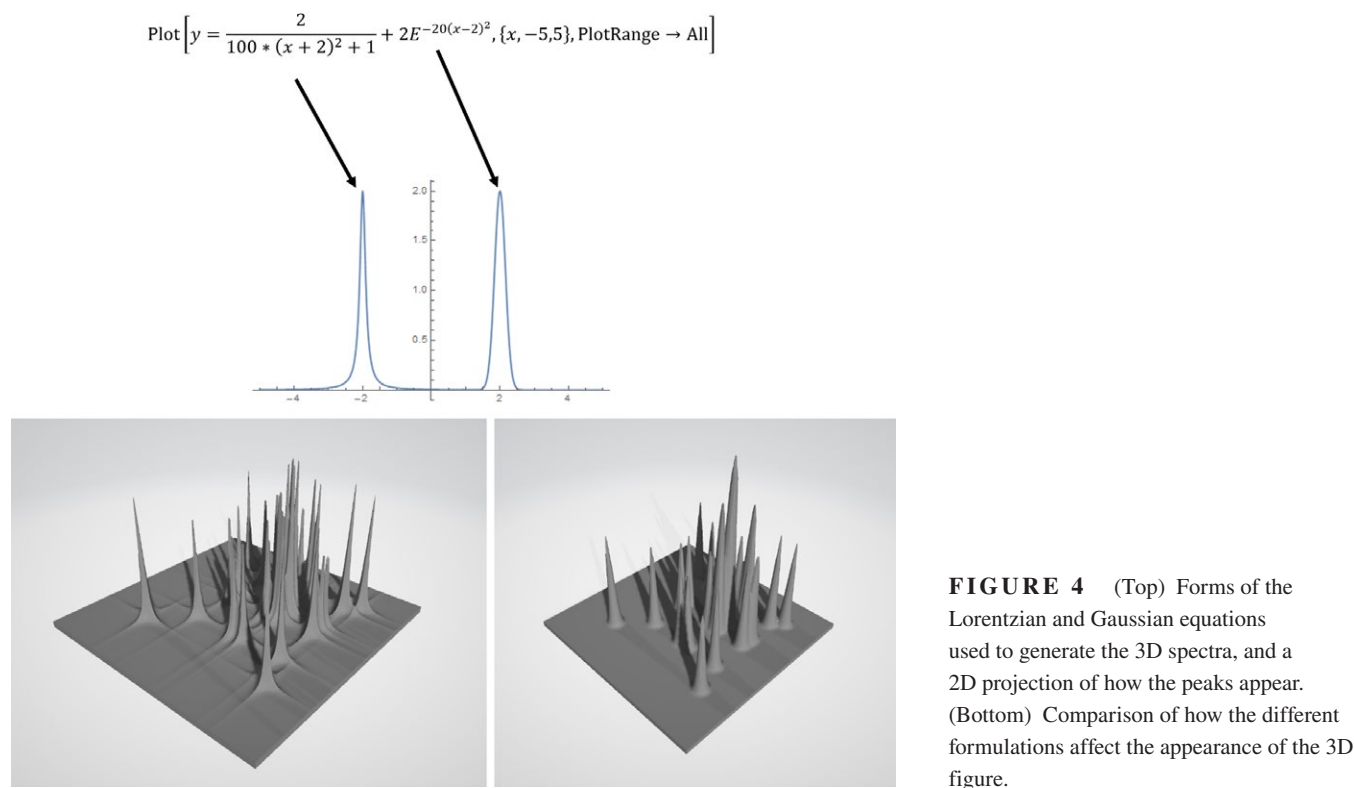 Plot[y = 2/(100 * (x + 2)² + 1) + 2E^(−20(x−2)²), {x, −5,5}, PlotRange → All]
2.0
1.5
1.0
0.5
−4 −2 2 4
FIGURE 4 (Top) Forms of the
Lorentzian and Gaussian equations
used to generate the 3D spectra, and a
2D projection of how the peaks appear.
(Bottom) Comparison of how the different
formulations affect the appearance of the 3D
figure.